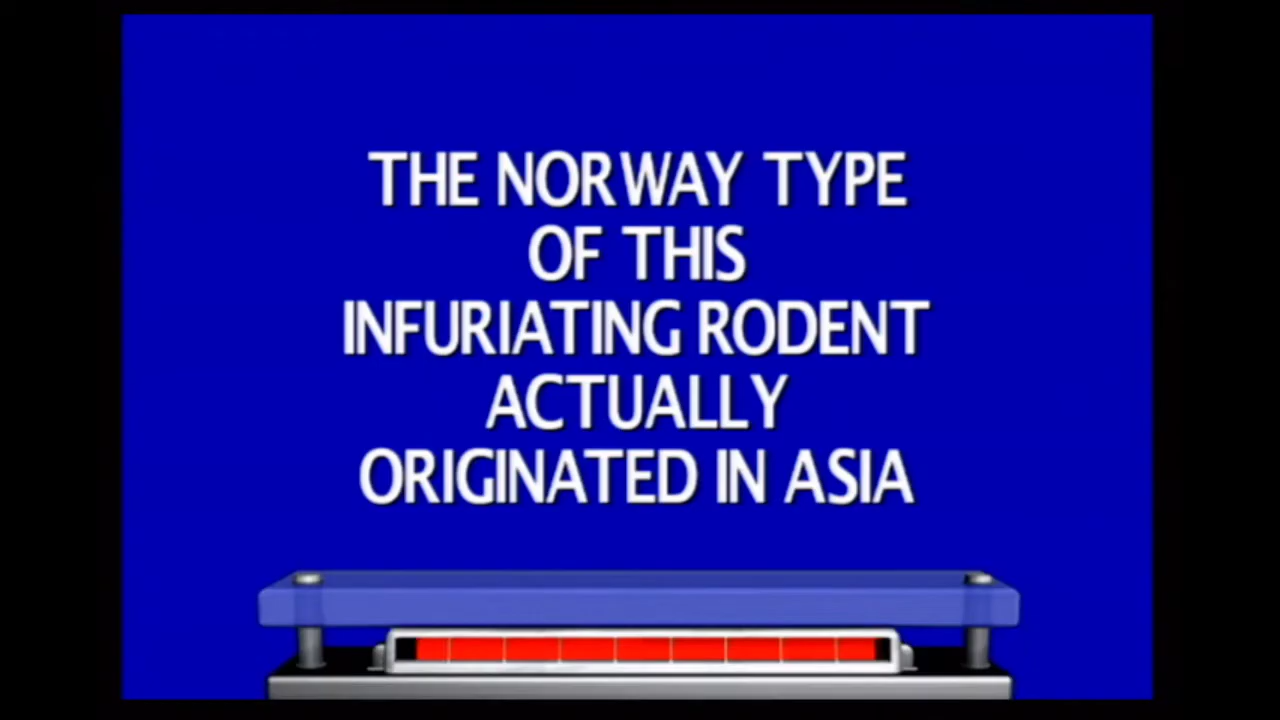 THE NORWAY TYPE
OF THIS
INFURIATING RODENT
ACTUALLY
ORIGINATED IN ASIA